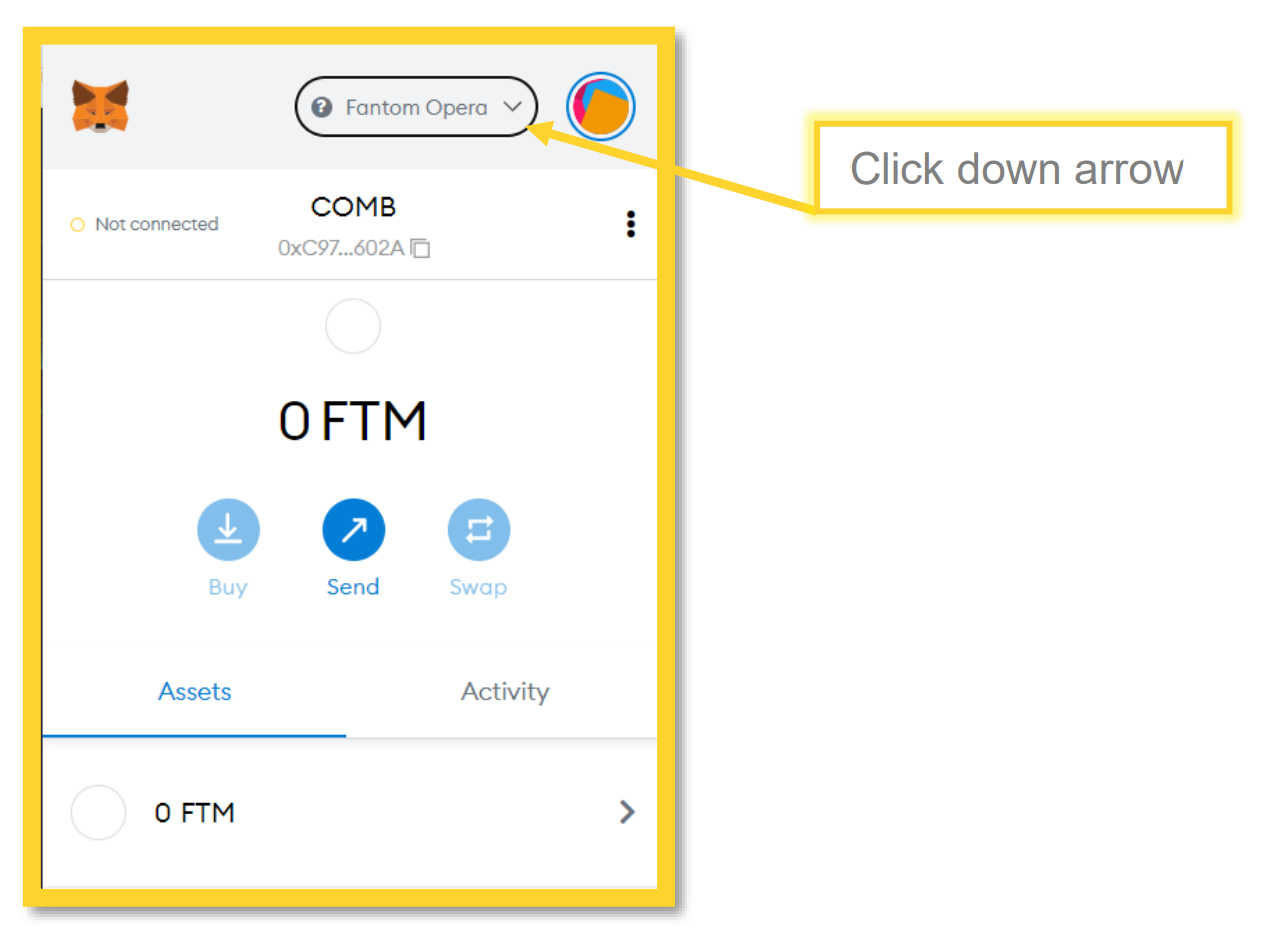 Fantom Opera
Click down arrow
Not connected
COMB
0xC97...602A
0 FTM
Buy
Send
Swap
Assets
Activity
0 FTM